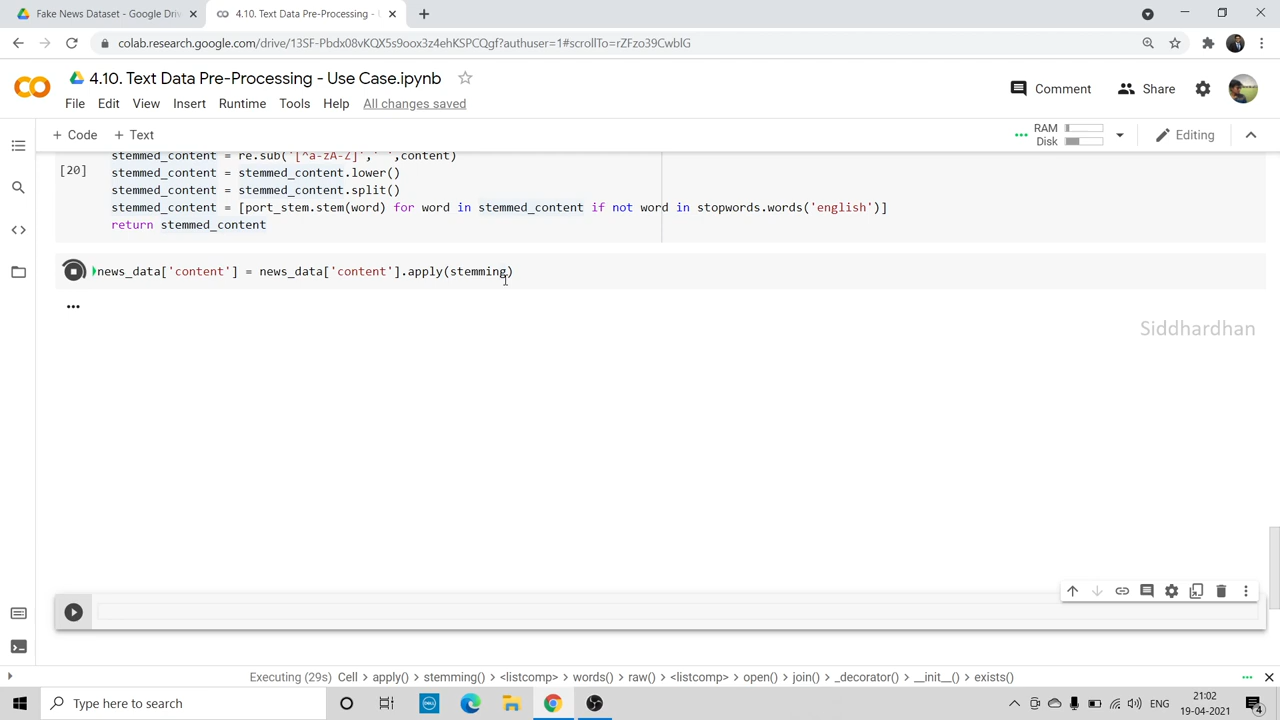 Fake News Dataset - Google Driv
4.10. Text Data Pre-Processing -
colab.research.google.com/drive/13SF-Pbdx08vKQX5s9oox3z4ehKSPCQgf?authuser=1#scrollTo=rZFzo39CwblG
4.10. Text Data Pre-Processing - Use Case.ipynb
Comment Share
File Edit View Insert Runtime Tools Help All changes saved
+ Code + Text
RAM
Disk
Editing
stemmed_content = re.sub('[^a-zA-Z]',' ',content)
[20]
stemmed_content = stemmed_content.lower()
stemmed_content = stemmed_content.split()
stemmed_content = [port_stem.stem(word) for word in stemmed_content if not word in stopwords.words('english')]
return stemmed_content
news_data['content'] = news_data['content'].apply(stemming)
...
Siddhardhan
Executing (29s) Cell > apply() > stemming() > <listcomp> > words() > raw() > <listcomp> > open() > join() > _decorator() > __init__() > exists()
Type here to search
DELL
ENG
21:02
19-04-2021
4